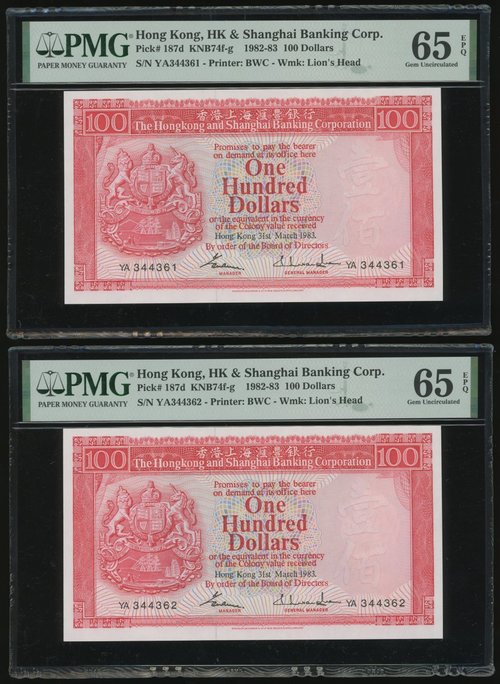 PMG
PAPER MONEY GUARANTY
Hong Kong, HK & Shanghai Banking Corp.
Pick# 187d KNB74f-g 1982-83 100 Dollars
S/N YA344361 - Printer: BWC - Wmk: Lion's Head
65 EPQ
Gem Uncirculated
香港上海滙豐銀行
100 The Hongkong and Shanghai Banking Corporation 100
Promises to pay the bearer
on demand at its office here
One
Hundred
Dollars
or the equivalent in the currency
of the Colony value received
Hong Kong 31st March 1983.
By order of the Board of Directors
YA 344361
YA 344361
MANAGER
GENERAL MANAGER
壹佰
PMG
PAPER MONEY GUARANTY
Hong Kong, HK & Shanghai Banking Corp.
Pick# 187d KNB74f-g 1982-83 100 Dollars
S/N YA344362 - Printer: BWC - Wmk: Lion's Head
65 EPQ
Gem Uncirculated
香港上海滙豐銀行
100 The Hongkong and Shanghai Banking Corporation 100
Promises to pay the bearer
on demand at its office here
One
Hundred
Dollars
or the equivalent in the currency
of the Colony value received
Hong Kong 31st March 1983.
By order of the Board of Directors
YA 344362
YA 344362
MANAGER
GENERAL MANAGER
壹佰